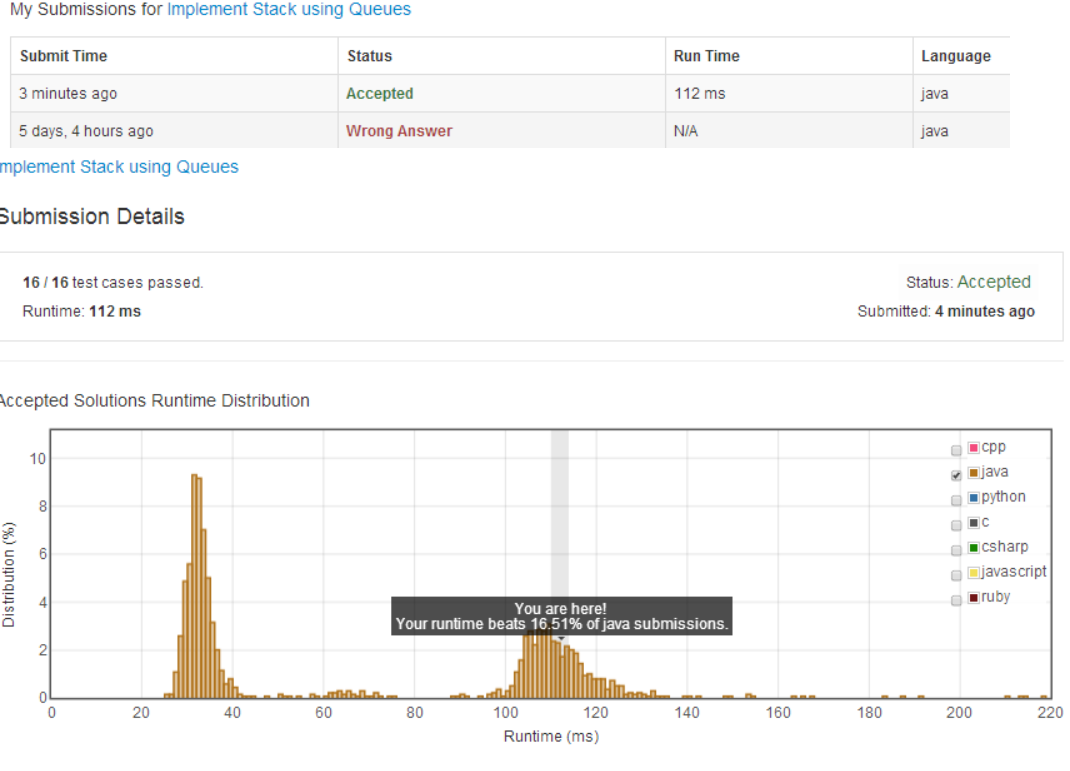 My Submissions for Implement Stack using Queues
Submit Time Status Run Time Language
3 minutes ago Accepted 112 ms java
5 days, 4 hours ago Wrong Answer N/A java
mplement Stack using Queues
Submission Details
16 / 16 test cases passed. Status: Accepted
Runtime: 112 ms Submitted: 4 minutes ago
Accepted Solutions Runtime Distribution
10
8
6
4
2
0
Distribution (%)
cpp
java
python
c
csharp
javascript
ruby
You are here!
Your runtime beats 16.51% of java submissions.
0 20 40 60 80 100 120 140 160 180 200 220
Runtime (ms)